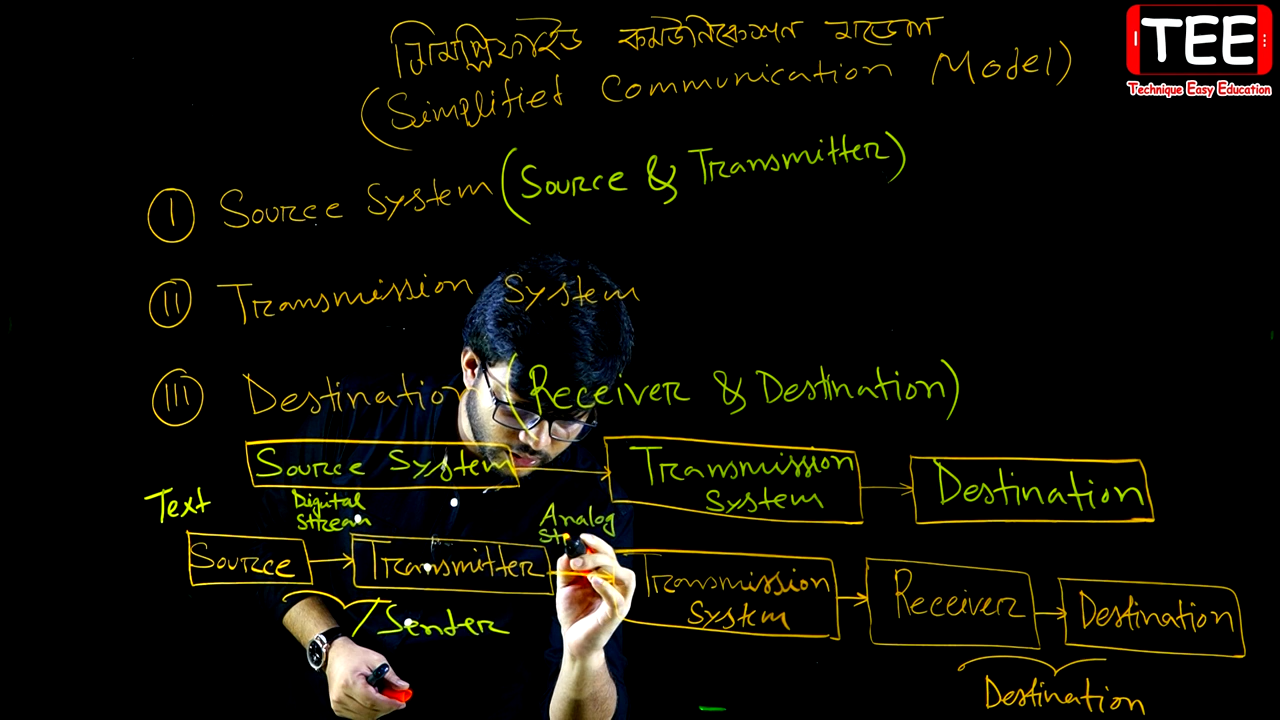 সিমপ্লিফাইড কমউনিকেশন মডেল
TEE
Technique Easy Education
(Simplified Communication Model)
I Source System (Source & Transmitter)
II Transmission System
III Destination (Receiver & Destination)
Source System
Transmission System
Destination
Text
Digital Stream
Analog
Source
Transmitter
Transmission System
Receiver
Destination
Sender
Destination